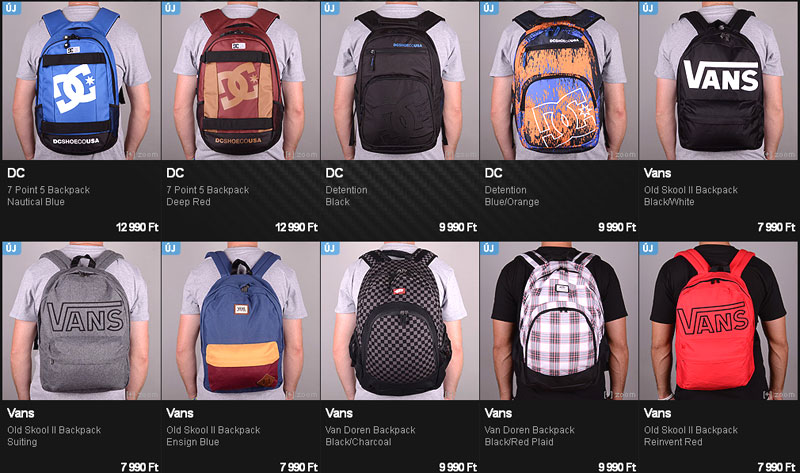 ÚJ
DC
DCSHOECOUSA
[+] zoom
DC
7 Point 5 Backpack
Nautical Blue
12 990 Ft
ÚJ
DC
DCSHOECOUSA
[+] zoom
DC
7 Point 5 Backpack
Deep Red
12 990 Ft
ÚJ
DCSHOECOUSA
[+] zoom
DC
Detention
Black
9 990 Ft
ÚJ
DCSHOECOUSA
DC
[+] zoom
DC
Detention
Blue/Orange
9 990 Ft
VANS
[+] zoom
Vans
Old Skool II Backpack
Black/White
7 990 Ft
ÚJ
VANS
[+] zoom
Vans
Old Skool II Backpack
Suiting
7 990 Ft
ÚJ
[+] zoom
Vans
Old Skool II Backpack
Ensign Blue
7 990 Ft
ÚJ
[+] zoom
Vans
Van Doren Backpack
Black/Charcoal
9 990 Ft
ÚJ
[+] zoom
Vans
Van Doren Backpack
Black/Red Plaid
9 990 Ft
ÚJ
VANS
[+] zoom
Vans
Old Skool II Backpack
Reinvent Red
7 990 Ft